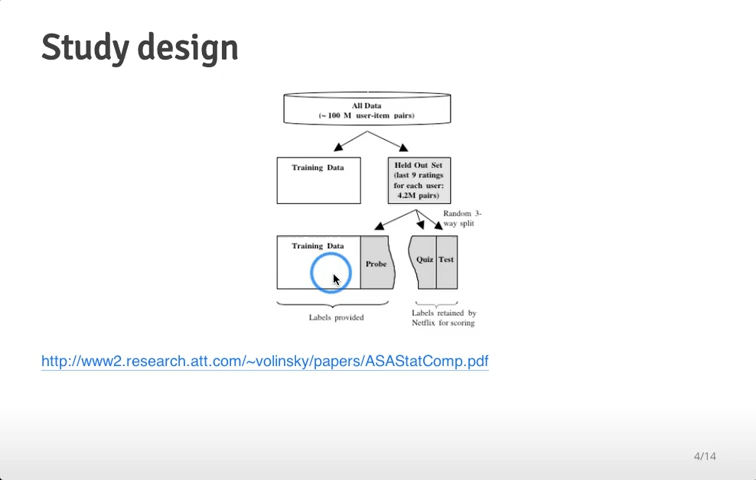 Study design
All Data
(~ 100 M user-item pairs)
Training Data
Held Out Set
(last 9 ratings
for each user:
4.2M pairs)
Random 3-
way split
Training Data
Probe
Quiz
Test
Labels provided
Labels retained by
Netflix for scoring
http://www2.research.att.com/~volinsky/papers/ASAStatComp.pdf
4/14